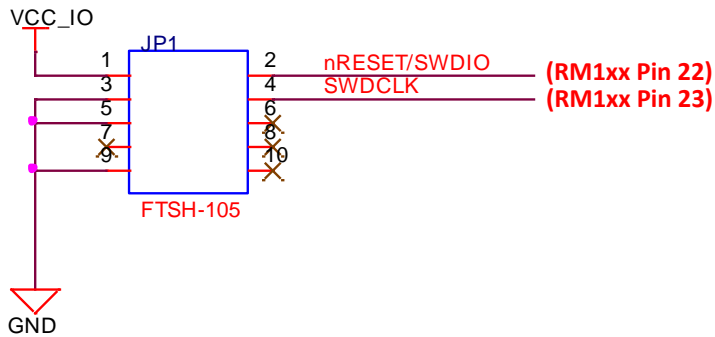 VCC_IO
JP1
1 2 nRESET/SWDIO (RM1xx Pin 22)
3 4 SWDCLK (RM1xx Pin 23)
5 6
7 8
9 10
FTSH-105
GND